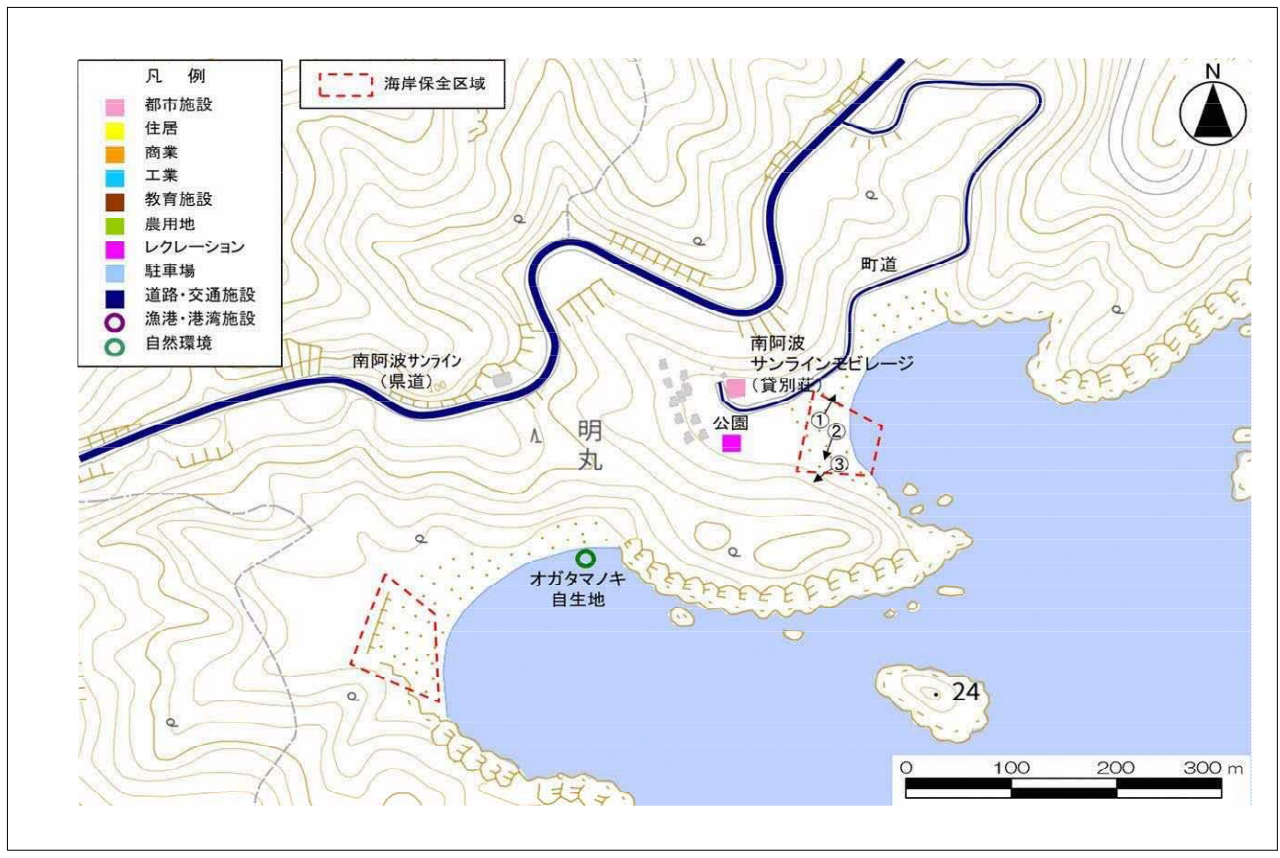 凡 例
都市施設
住居
商業
工業
教育施設
農用地
レクレーション
駐車場
道路・交通施設
漁港・港湾施設
自然環境
海岸保全区域
N
町道
南阿波サンライン
（県道）
100
南阿波
サンラインモビレージ
（貸別荘）
公園
明丸
①
②
③
オガタマノキ
自生地
24
0 100 200 300 m